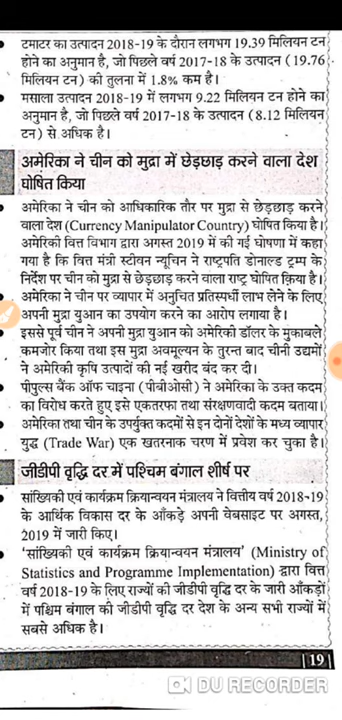 • टमाटर का उत्पादन 2018-19 के दौरान लगभग 19.39 मिलियन टन
होने का अनुमान है, जो पिछले वर्ष 2017-18 के उत्पादन (19.76
मिलियन टन) की तुलना में 1.8% कम है।
• मसाला उत्पादन 2018-19 में लगभग 9.22 मिलियन टन होने का
अनुमान है, जो पिछले वर्ष 2017-18 के उत्पादन (8.12 मिलियन
टन) से अधिक है।
अमेरिका ने चीन को मुद्रा में छेड़छाड़ करने वाला देश
घोषित किया
• अमेरिका ने चीन को आधिकारिक तौर पर मुद्रा से छेड़छाड़ करने
वाला देश (Currency Manipulator Country) घोषित किया है।
• अमेरिकी वित्त विभाग द्वारा अगस्त 2019 में की गई घोषणा में कहा
गया है कि वित्त मंत्री स्टीवन न्यूचिन ने राष्ट्रपति डोनाल्ड ट्रम्प के
निर्देश पर चीन को मुद्रा से छेड़छाड़ करने वाला राष्ट्र घोषित क़िया है।
• अमेरिका ने चीन पर व्यापार में अनुचित प्रतिस्पर्धी लाभ लेने के लिए
अपनी मुद्रा युआन का उपयोग करने का आरोप लगाया है।
• इससे पूर्व चीन ने अपनी मुद्रा युआन को अमेरिकी डॉलर के मुकाबले
कमजोर किया तथा इस मुद्रा अवमूल्यन के तुरन्त बाद चीनी उद्यमों
ने अमेरिकी कृषि उत्पादों की नई खरीद बंद कर दी।
• पीपुल्स बैंक ऑफ चाइना (पीबीओसी) ने अमेरिका के उक्त कदम
का विरोध करते हुए इसे एकतरफा तथा संरक्षणवादी कदम बताया।
• अमेरिका तथा चीन के उपर्युक्त कदमों से इन दोनों देशों के मध्य व्यापार
युद्ध (Trade War) एक खतरनाक चरण में प्रवेश कर चुका है।
जीडीपी वृद्धि दर में पश्चिम बंगाल शीर्ष पर
• सांख्यिकी एवं कार्यक्रम क्रियान्वयन मंत्रालय ने वित्तीय वर्ष 2018-19
के आर्थिक विकास दर के आँकड़े अपनी वेबसाइट पर अगस्त,
2019 में जारी किए।
• 'सांख्यिकी एवं कार्यक्रम क्रियान्वयन मंत्रालय' (Ministry of
Statistics and Programme Implementation) द्वारा वित्त
वर्ष 2018-19 के लिए राज्यों की जीडीपी वृद्धि दर के जारी आँकड़ों
में पश्चिम बंगाल की जीडीपी वृद्धि दर देश के अन्य सभी राज्यों में
सबसे अधिक है।
19
DU RECORDER